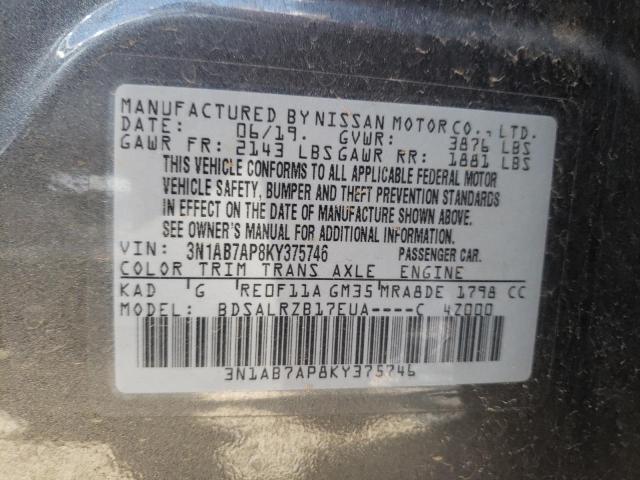 MANUFACTURED BY NISSAN MOTOR CO., LTD.
DATE: 06/19. GVWR: 3876 LBS
GAWR FR: 2143 LBS GAWR RR: 1881 LBS
THIS VEHICLE CONFORMS TO ALL APPLICABLE FEDERAL MOTOR
VEHICLE SAFETY, BUMPER AND THEFT PREVENTION STANDARDS
IN EFFECT ON THE DATE OF MANUFACTURE SHOWN ABOVE.
SEE OWNER'S MANUAL FOR ADDITIONAL INFORMATION.
VIN: 3N1AB7AP8KY375746 PASSENGER CAR.
COLOR TRIM TRANS AXLE ENGINE
KAD G RE0F11A GM35 MRA8DE 1798 CC
MODEL: BDSALRZB17EUA----C 4Z000
3N1AB7AP8KY375746